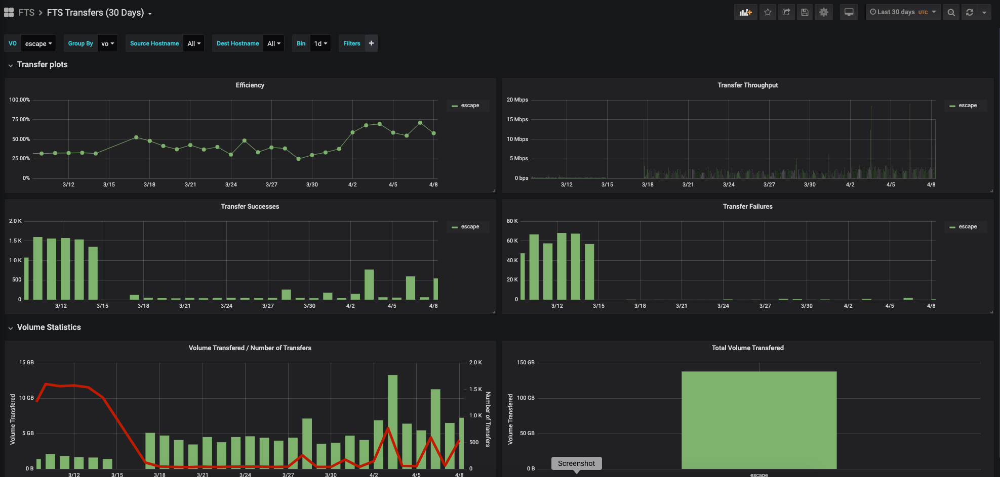 FTS > FTS Transfers (30 Days)
Last 30 days UTC
VO escape Group By vo Source Hostname All Dest Hostname All Bin 1d Filters +
Transfer plots
Efficiency
100.00%
75.00%
50.00%
25.00%
0%
3/12 3/15 3/18 3/21 3/24 3/27 3/30 4/2 4/5 4/8
escape
Transfer Throughput
20 Mbps
15 Mbps
10 Mbps
5 Mbps
0 bps
3/12 3/15 3/18 3/21 3/24 3/27 3/30 4/2 4/5 4/8
escape
Transfer Successes
2.0 K
1.5 K
1.0 K
500
0
3/12 3/15 3/18 3/21 3/24 3/27 3/30 4/2 4/5 4/8
escape
Transfer Failures
80 K
60 K
40 K
20 K
0
3/12 3/15 3/18 3/21 3/24 3/27 3/30 4/2 4/5 4/8
escape
Volume Statistics
Volume Transfered / Number of Transfers
Volume Transfered
15 GB
10 GB
5 GB
0 B
3/12 3/15 3/18 3/21 3/24 3/27 3/30 4/2 4/5 4/8
2.0 K
1.5 K
1.0 K
500
0
Number of Transfers
Total Volume Transfered
Volume Transfered
150 GB
100 GB
50 GB
0 B
escape
Screenshot